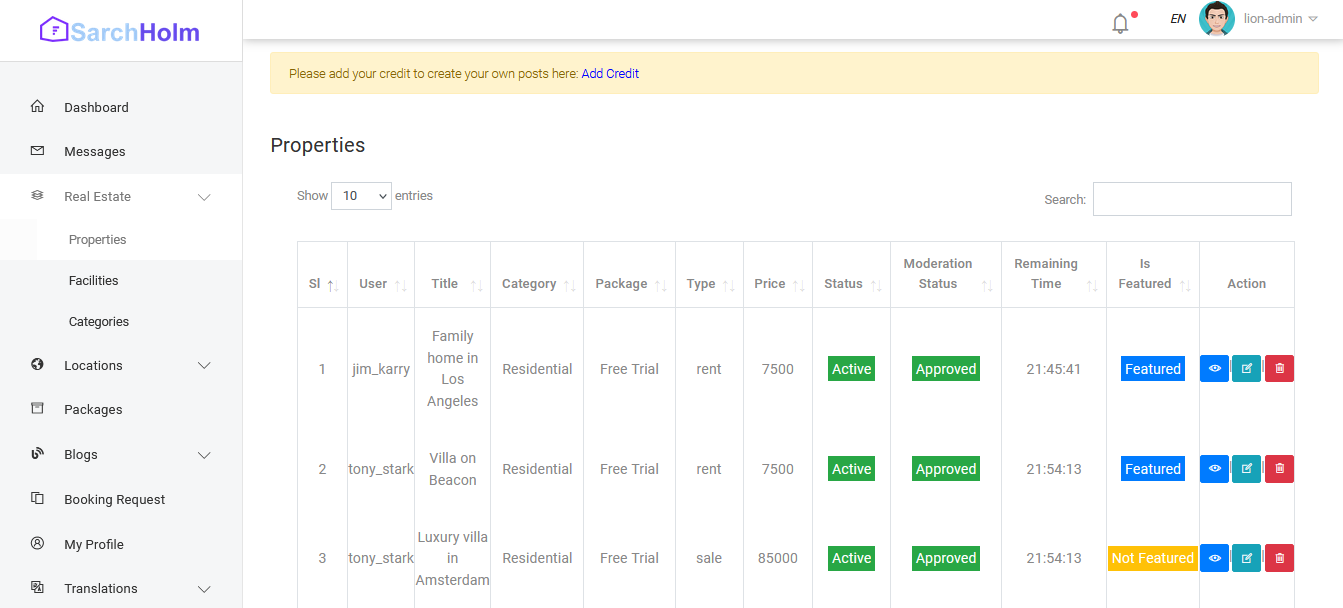 SarchHolm
EN
lion-admin
Please add your credit to create your own posts here: Add Credit
Dashboard
Messages
Real Estate
Properties
Facilities
Categories
Locations
Packages
Blogs
Booking Request
My Profile
Translations
Properties
Show 10 entries
Search:
Sl User Title Category Package Type Price Status Moderation Status Remaining Time Is Featured Action
1 jim_karry Family home in Los Angeles Residential Free Trial rent 7500 Active Approved 21:45:41 Featured
2 tony_stark Villa on Beacon Residential Free Trial rent 7500 Active Approved 21:54:13 Featured
3 tony_stark Luxury villa in Amsterdam Residential Free Trial sale 85000 Active Approved 21:54:13 Not Featured